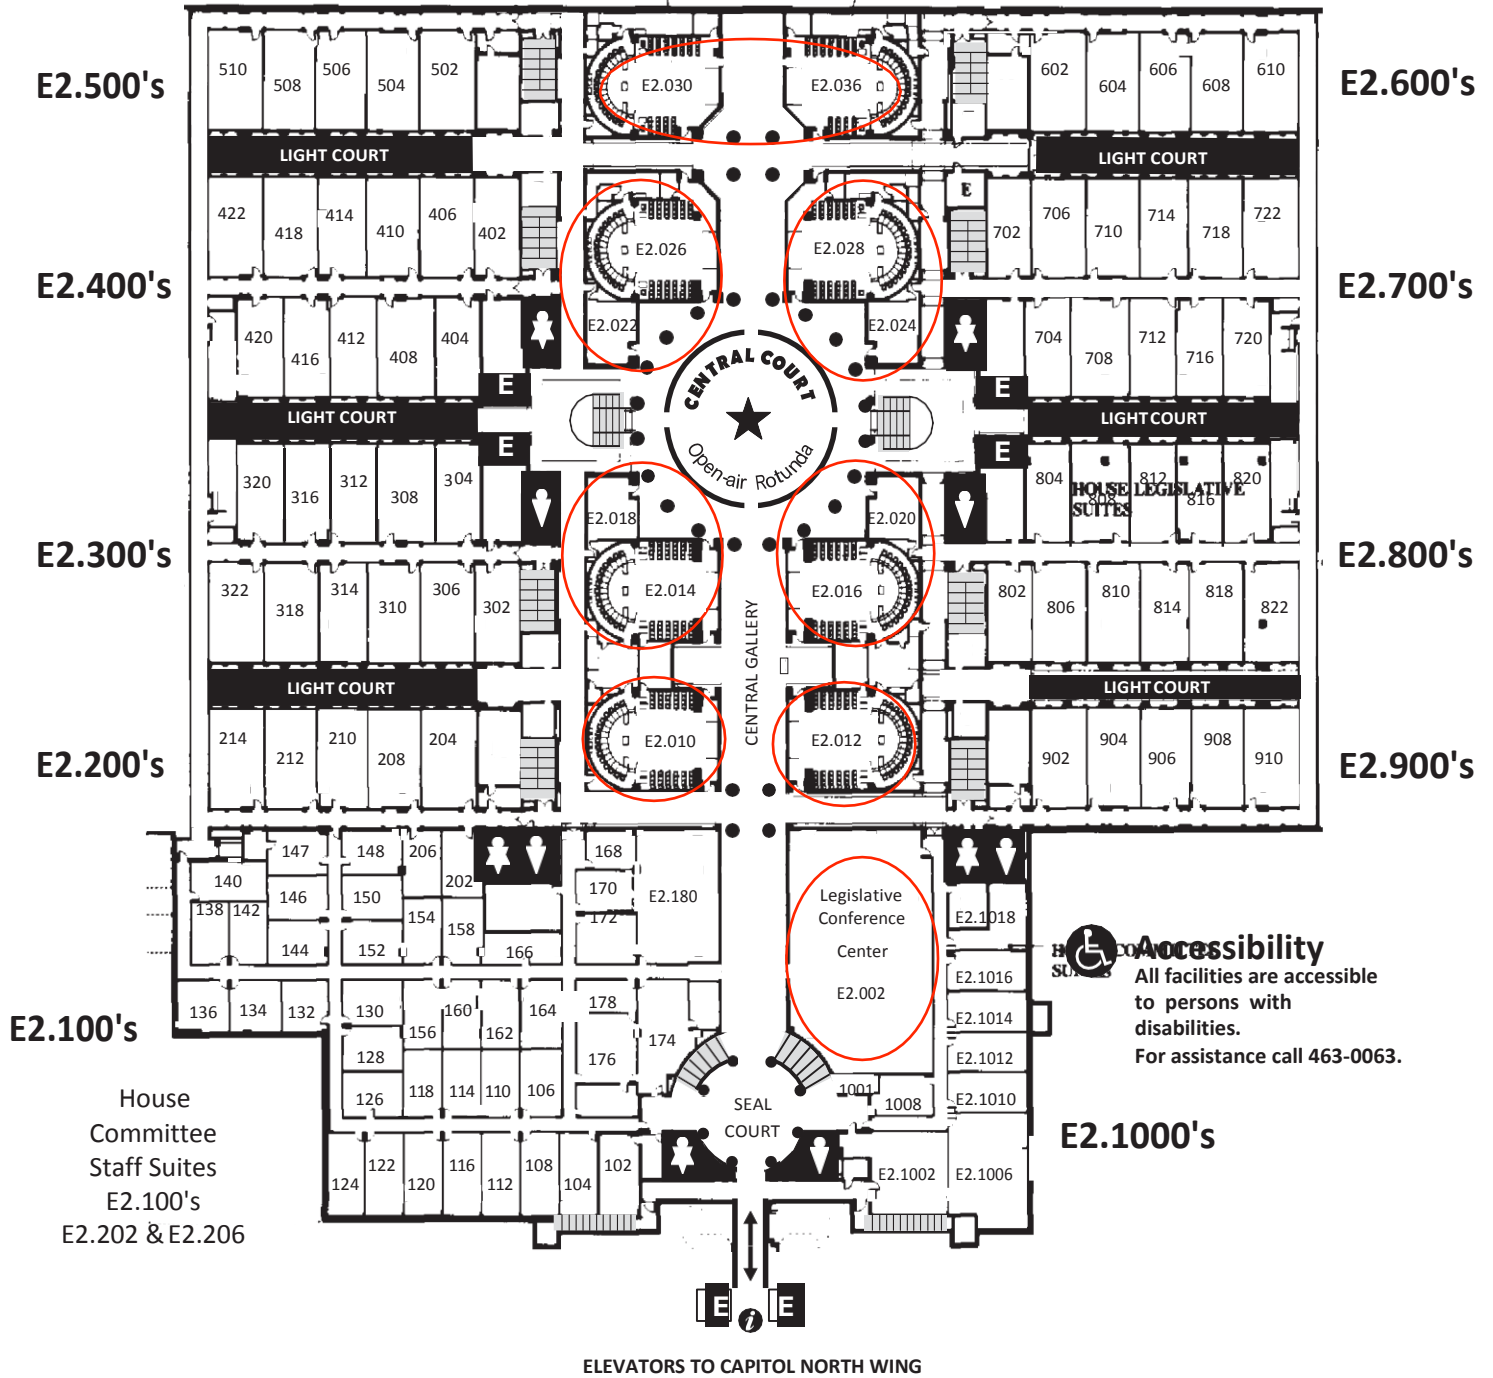 510
508
506
504
502
E2.030
E2.036
602
604
606
608
610
E2.500's
E2.600's
LIGHT COURT
LIGHT COURT
422
418
414
410
406
402
E2.026
E2.028
E
702
706
710
714
718
722
E2.400's
E2.700's
420
416
412
408
404
E2.022
E2.024
704
708
712
716
720
CENTRAL COURT
Open-air Rotunda
E
E
LIGHT COURT
LIGHT COURT
E
E
320
316
312
308
304
E2.018
E2.020
804
808
812
816
820
HOUSE LEGISLATIVE
SUITES
E2.300's
E2.800's
322
318
314
310
306
302
E2.014
E2.016
802
806
810
814
818
822
CENTRAL GALLERY
LIGHT COURT
LIGHT COURT
214
212
210
208
204
E2.010
E2.012
902
904
906
908
910
E2.200's
E2.900's
147
148
206
168
140
146
150
202
170
E2.180
138
142
154
158
172
144
152
166
Legislative
Conference
Center
E2.002
E2.1018
E2.1016
E2.1014
E2.1012
E2.1010
Accessibility
All facilities are accessible
to persons with
disabilities.
For assistance call 463-0063.
E2.100's
136
134
132
130
156
160
162
164
178
174
128
176
126
118
114
110
106
1001
1008
SEAL
COURT
E2.1000's
124
122
120
116
112
108
104
102
E2.1002
E2.1006
House
Committee
Staff Suites
E2.100's
E2.202 & E2.206
E
i
E
ELEVATORS TO CAPITOL NORTH WING